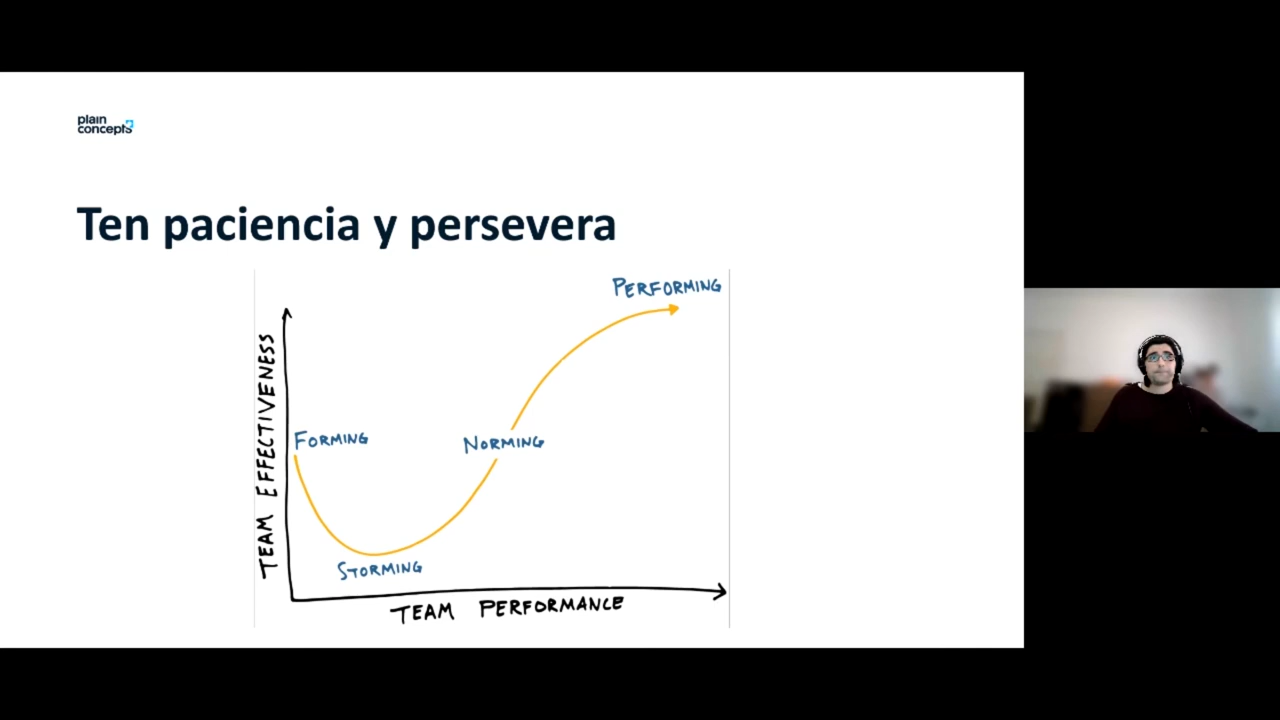 plain
concepts
Ten paciencia y persevera
PERFORMING
TEAM EFFECTIVENESS
FORMING
NORMING
STORMING
TEAM PERFORMANCE